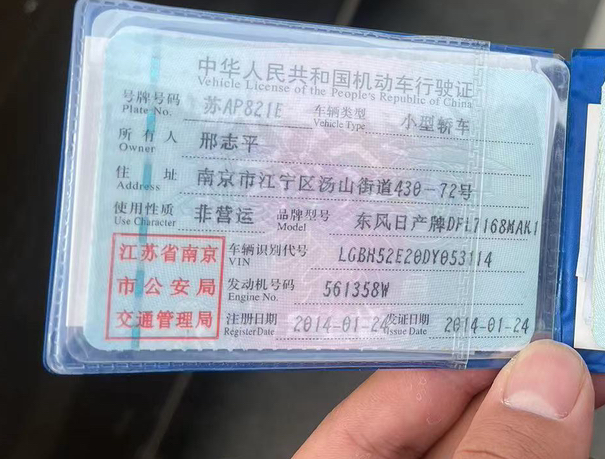 中华人民共和国机动车行驶证
Vehicle License of the People's Republic of China
号牌号码 苏AP821E 车辆类型 小型轿车
Plate No. Vehicle Type
所有人 邢志平
Owner
住址 南京市江宁区汤山街道430-72号
Address
使用性质 非营运 品牌型号 东风日产牌DFL7168MAK1
Use Character Model
江苏省南京
市公安局
交通管理局
车辆识别代号 LGBH52E20DY053114
VIN
发动机号码 561358W
Engine No.
注册日期 2014-01-24 发证日期 2014-01-24
Register Date Issue Date